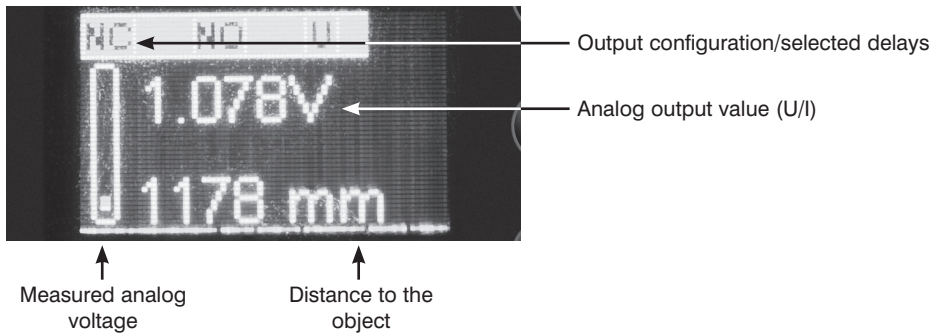 NC NO U
Output configuration/selected delays
1.078V
Analog output value (U/I)
1178 mm
Measured analog
voltage
Distance to the
object